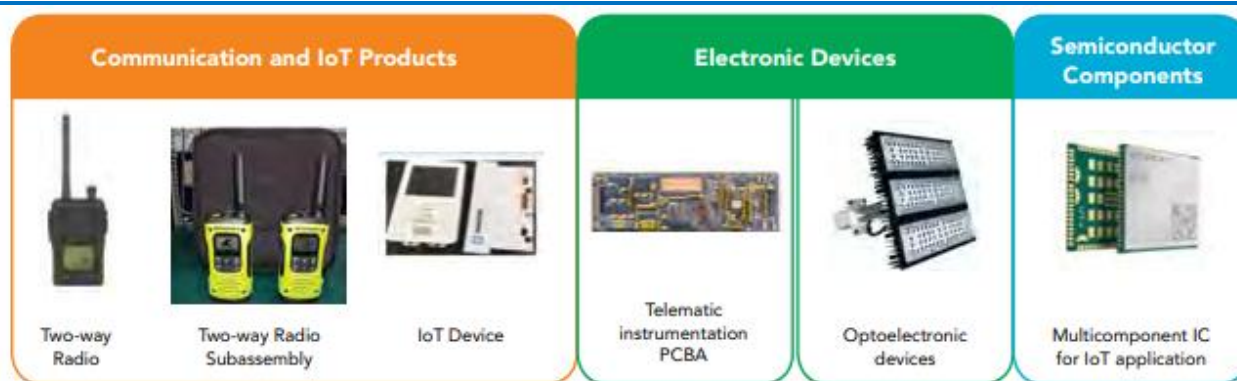 Communication and IoT Products
Electronic Devices
Semiconductor
Components
Two-way
Radio
Two-way Radio
Subassembly
IoT Device
Telematic
instrumentation
PCBA
Optoelectronic
devices
Multicomponent IC
for IoT application